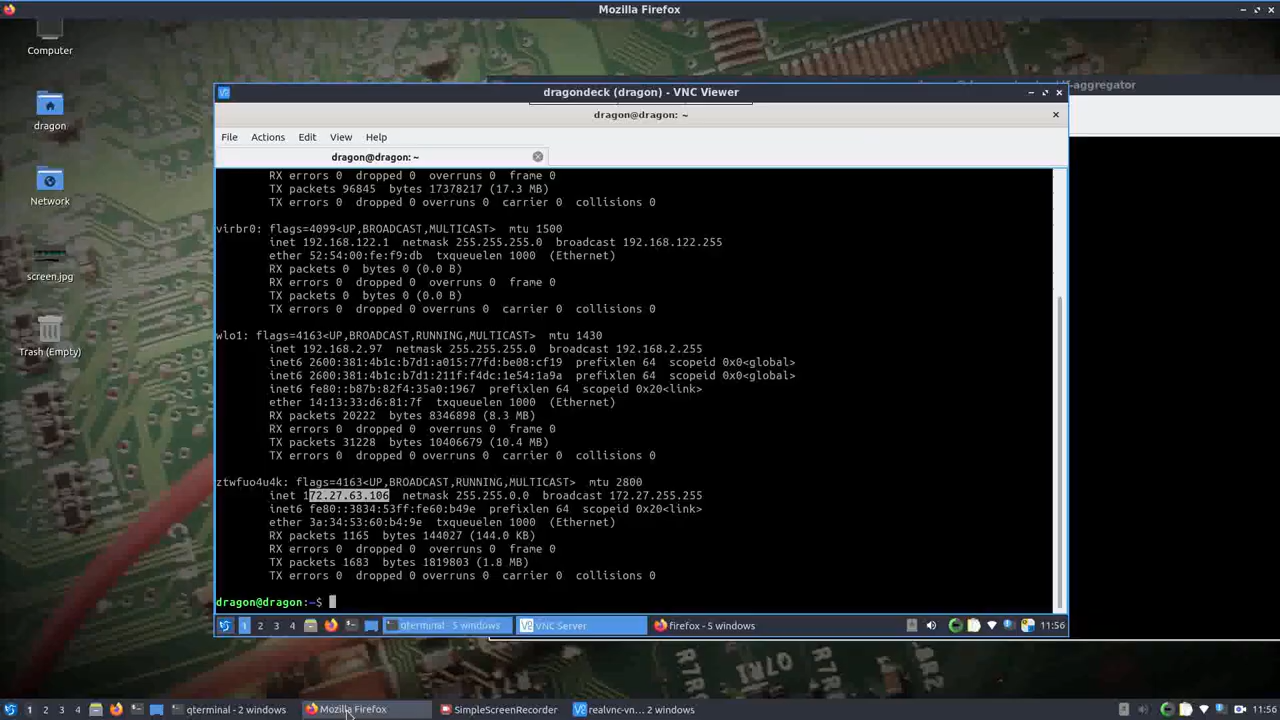 Mozilla Firefox
Computer
dragon
Network
screen.jpg
Trash (Empty)
f-aggregator
dragondeck (dragon) - VNC Viewer
dragon@dragon: ~
File Actions Edit View Help
dragon@dragon: ~
RX errors 0 dropped 0 overruns 0 frame 0
TX packets 96845 bytes 17378217 (17.3 MB)
TX errors 0 dropped 0 overruns 0 carrier 0 collisions 0
virbr0: flags=4099<UP,BROADCAST,MULTICAST> mtu 1500
inet 192.168.122.1 netmask 255.255.255.0 broadcast 192.168.122.255
ether 52:54:00:fe:f9:db txqueuelen 1000 (Ethernet)
RX packets 0 bytes 0 (0.0 B)
RX errors 0 dropped 0 overruns 0 frame 0
TX packets 0 bytes 0 (0.0 B)
TX errors 0 dropped 0 overruns 0 carrier 0 collisions 0
wlo1: flags=4163<UP,BROADCAST,RUNNING,MULTICAST> mtu 1430
inet 192.168.2.97 netmask 255.255.255.0 broadcast 192.168.2.255
inet6 2600:381:4b1c:b7d1:a015:77fd:be08:cf19 prefixlen 64 scopeid 0x0<global>
inet6 2600:381:4b1c:b7d1:211f:f4dc:1e54:1a9a prefixlen 64 scopeid 0x0<global>
inet6 fe80::b87b:82f4:35a0:1967 prefixlen 64 scopeid 0x20<link>
ether 14:13:33:d6:81:7f txqueuelen 1000 (Ethernet)
RX packets 20222 bytes 8346898 (8.3 MB)
RX errors 0 dropped 0 overruns 0 frame 0
TX packets 31228 bytes 10406679 (10.4 MB)
TX errors 0 dropped 0 overruns 0 carrier 0 collisions 0
ztwfuo4u4k: flags=4163<UP,BROADCAST,RUNNING,MULTICAST> mtu 2800
inet 172.27.63.106 netmask 255.255.0.0 broadcast 172.27.255.255
inet6 fe80::3834:53ff:fe60:b49e prefixlen 64 scopeid 0x20<link>
ether 3a:34:53:60:b4:9e txqueuelen 1000 (Ethernet)
RX packets 1165 bytes 144027 (144.0 KB)
RX errors 0 dropped 0 overruns 0 frame 0
TX packets 1683 bytes 1819803 (1.8 MB)
TX errors 0 dropped 0 overruns 0 carrier 0 collisions 0
dragon@dragon:~$
1 2 3 4 qterminal - 5 windows VNC Server firefox - 5 windows 11:56
1 2 3 4 qterminal - 2 windows Mozilla Firefox SimpleScreenRecorder realvnc-vn... 2 windows 11:56